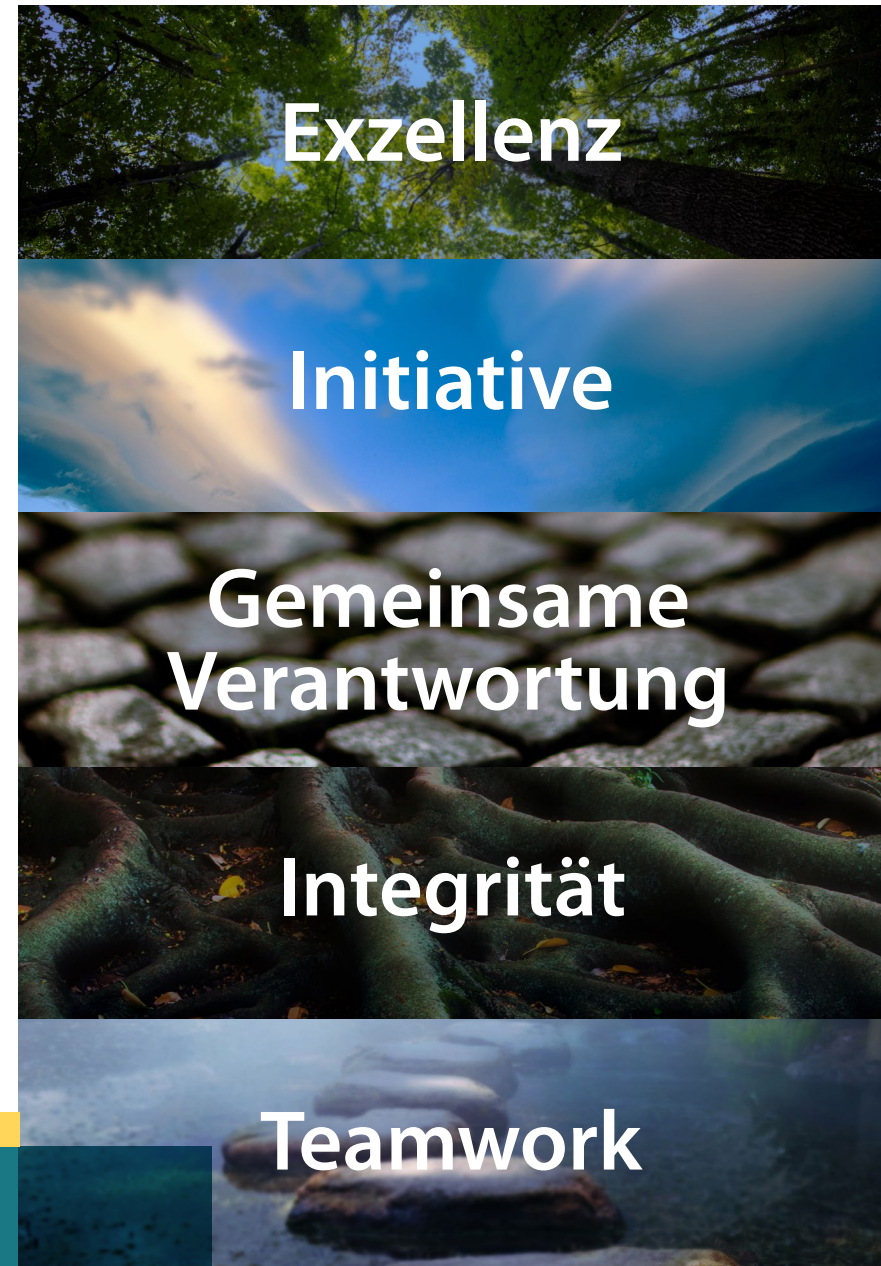 Exzellenz
Initiative
Gemeinsame
Verantwortung
Integrität
Teamwork